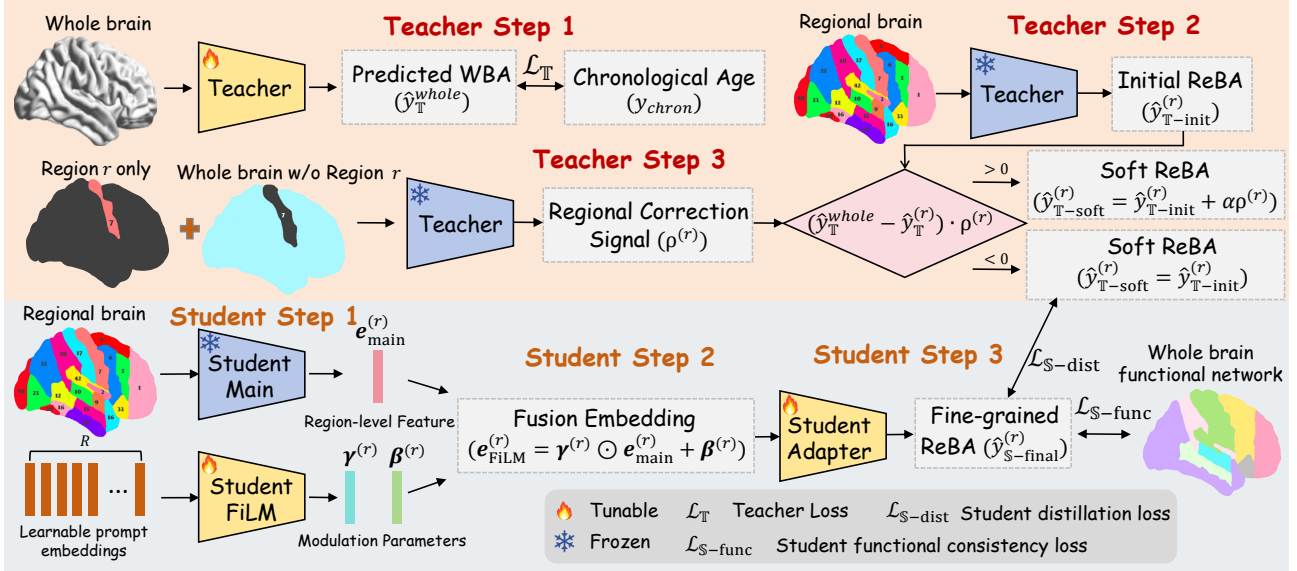 Whole brain
Teacher Step 1
Teacher
Predicted WBA
(ŷ_𝕋^whole)
ℒ_𝕋
Chronological Age
(y_chron)
Regional brain
Teacher Step 2
Teacher
Initial ReBA
(ŷ_𝕋−init^(r))
Teacher Step 3
Region r only
7
Whole brain w/o Region r
7
Teacher
Regional Correction
Signal (ρ^(r))
(ŷ_𝕋^whole − ŷ_𝕋^(r)) · ρ^(r)
> 0
Soft ReBA
(ŷ_𝕋−soft^(r) = ŷ_𝕋−init^(r) + αρ^(r))
< 0
Soft ReBA
(ŷ_𝕋−soft^(r) = ŷ_𝕋−init^(r))
Regional brain
Student Step 1
Student
Main
e_main^(r)
Region-level Feature
R
...
Learnable prompt
embeddings
Student
FiLM
γ^(r) β^(r)
Modulation Parameters
Student Step 2
Fusion Embedding
(e_FiLM^(r) = γ^(r) ⊙ e_main^(r) + β^(r))
Student Step 3
Student
Adapter
Fine-grained
ReBA (ŷ_𝕊−final^(r))
ℒ_𝕊−dist
ℒ_𝕊−func
Whole brain
functional network
Tunable ℒ_𝕋 Teacher Loss ℒ_𝕊−dist Student distillation loss
Frozen ℒ_𝕊−func Student functional consistency loss